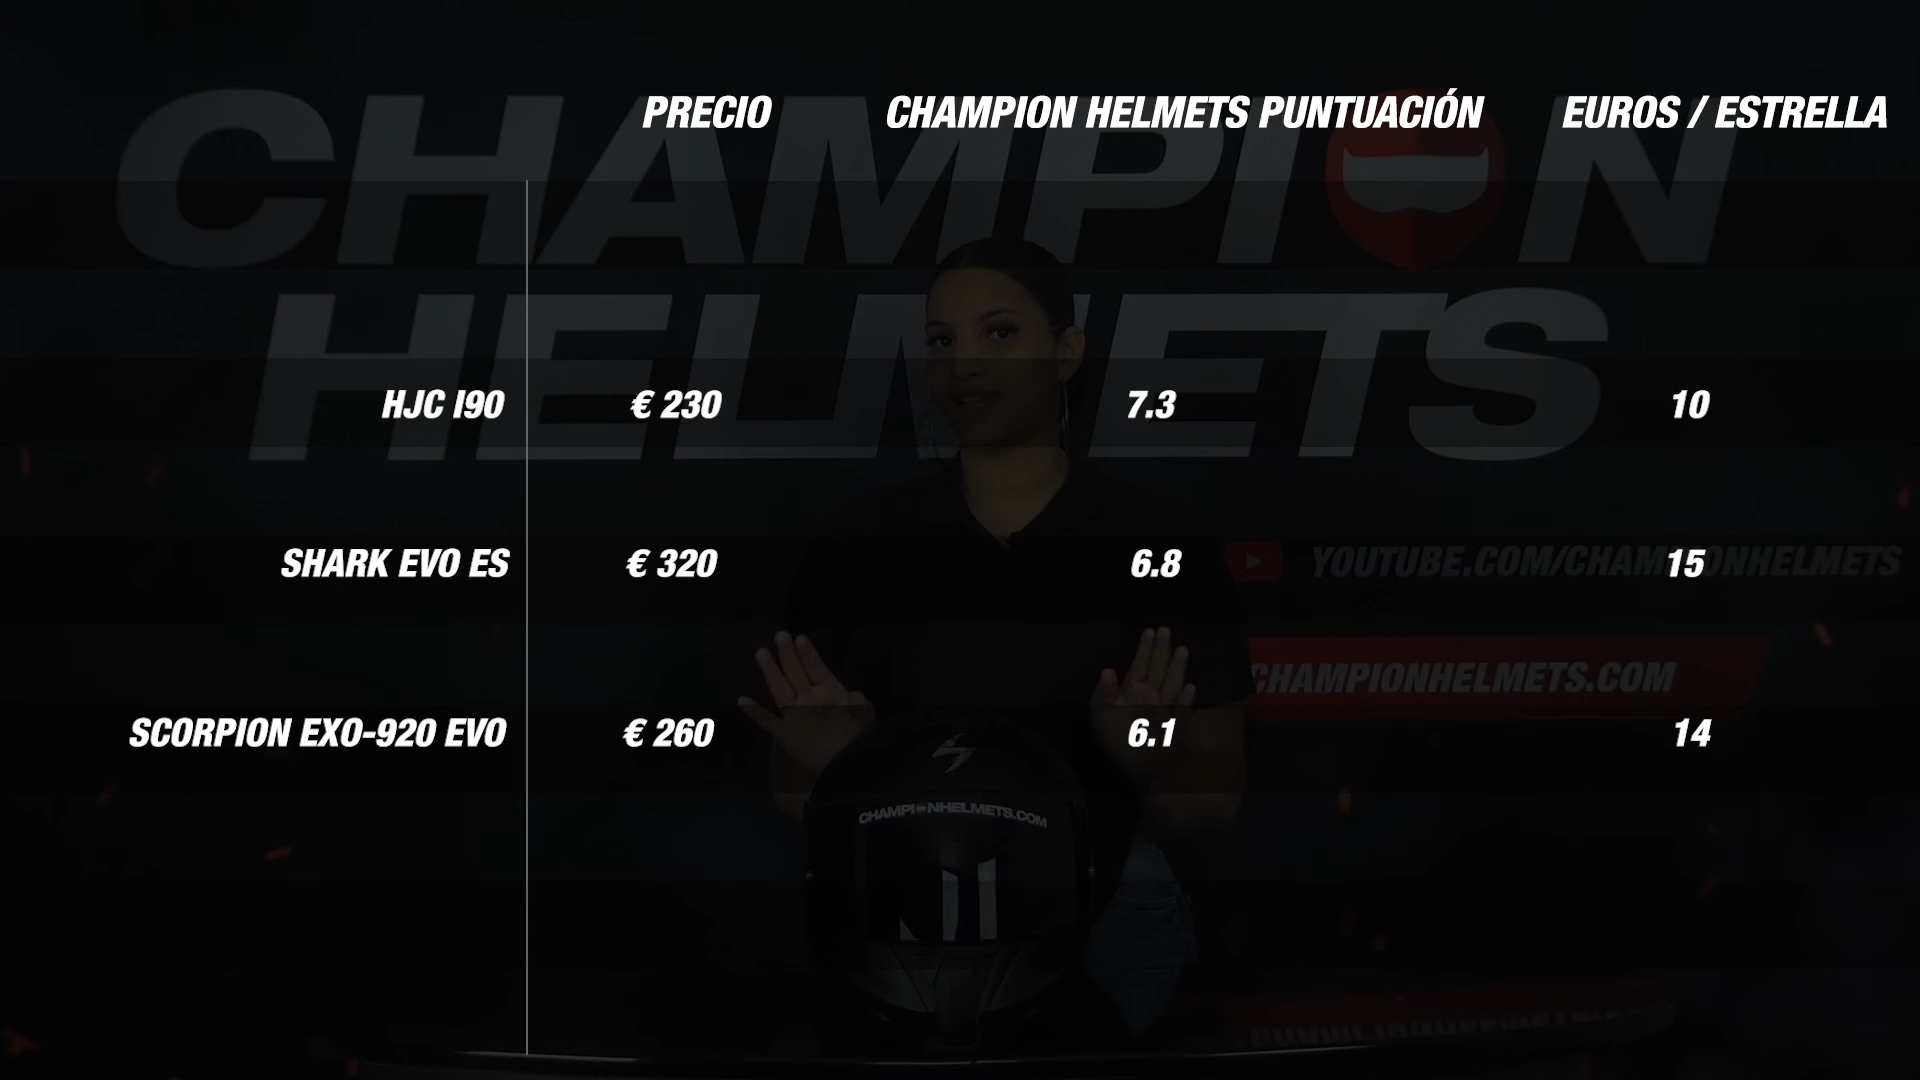 PRECIO CHAMPION HELMETS PUNTUACIÓN EUROS / ESTRELLA
CHAMPION
HELMETS
HJC I90 € 230 7.3 10
SHARK EVO ES € 320 6.8 15
YOUTUBE.COM/CHAMPIONHELMETS
CHAMPIONHELMETS.COM
SCORPION EXO-920 EVO € 260 6.1 14
CHAMPIONHELMETS.COM